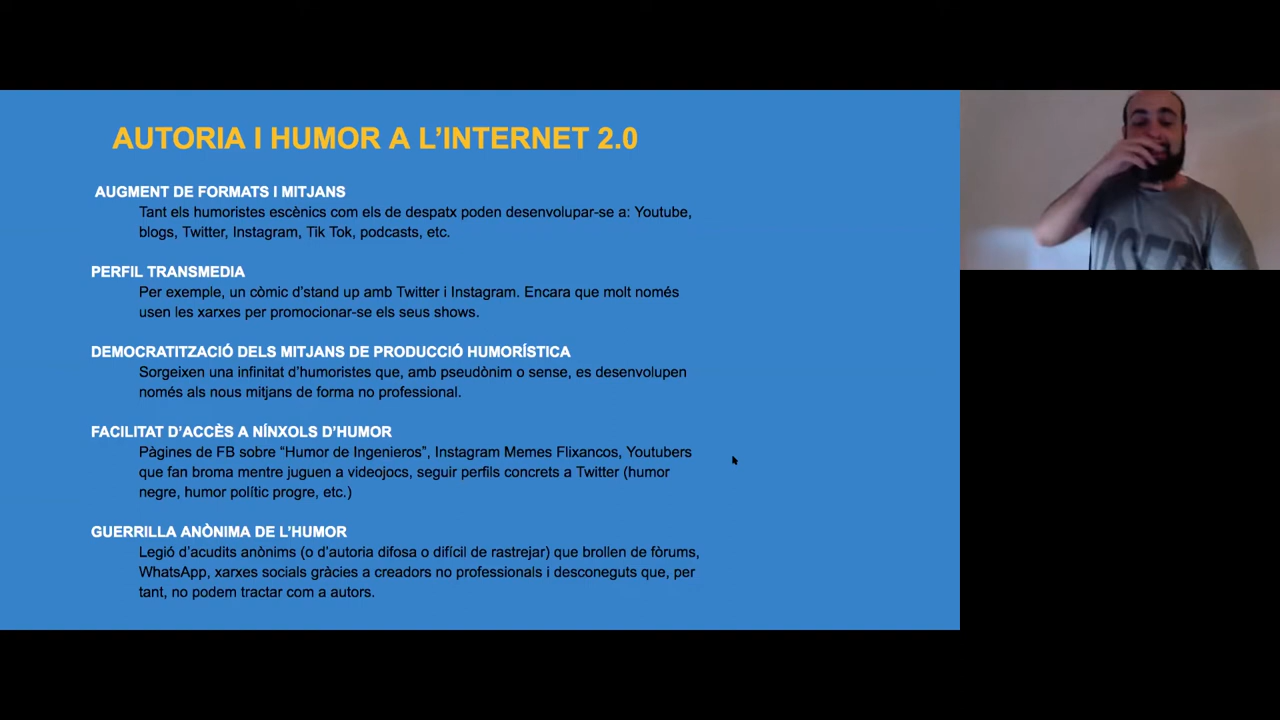 AUTORIA I HUMOR A L'INTERNET 2.0
AUGMENT DE FORMATS I MITJANS
Tant els humoristes escènics com els de despatx poden desenvolupar-se a: Youtube,
blogs, Twitter, Instagram, Tik Tok, podcasts, etc.
PERFIL TRANSMEDIA
Per exemple, un còmic d'stand up amb Twitter i Instagram. Encara que molt només
usen les xarxes per promocionar-se els seus shows.
DEMOCRATITZACIÓ DELS MITJANS DE PRODUCCIÓ HUMORÍSTICA
Sorgeixen una infinitat d'humoristes que, amb pseudònim o sense, es desenvolupen
només als nous mitjans de forma no professional.
FACILITAT D'ACCÈS A NÍNXOLS D'HUMOR
Pàgines de FB sobre “Humor de Ingenieros”, Instagram Memes Flixancos, Youtubers
que fan broma mentre juguen a videojocs, seguir perfils concrets a Twitter (humor
negre, humor polític progre, etc.)
GUERRILLA ANÒNIMA DE L'HUMOR
Legió d'acudits anònims (o d'autoria difosa o difícil de rastrejar) que brollen de fòrums,
WhatsApp, xarxes socials gràcies a creadors no professionals i desconeguts que, per
tant, no podem tractar com a autors.